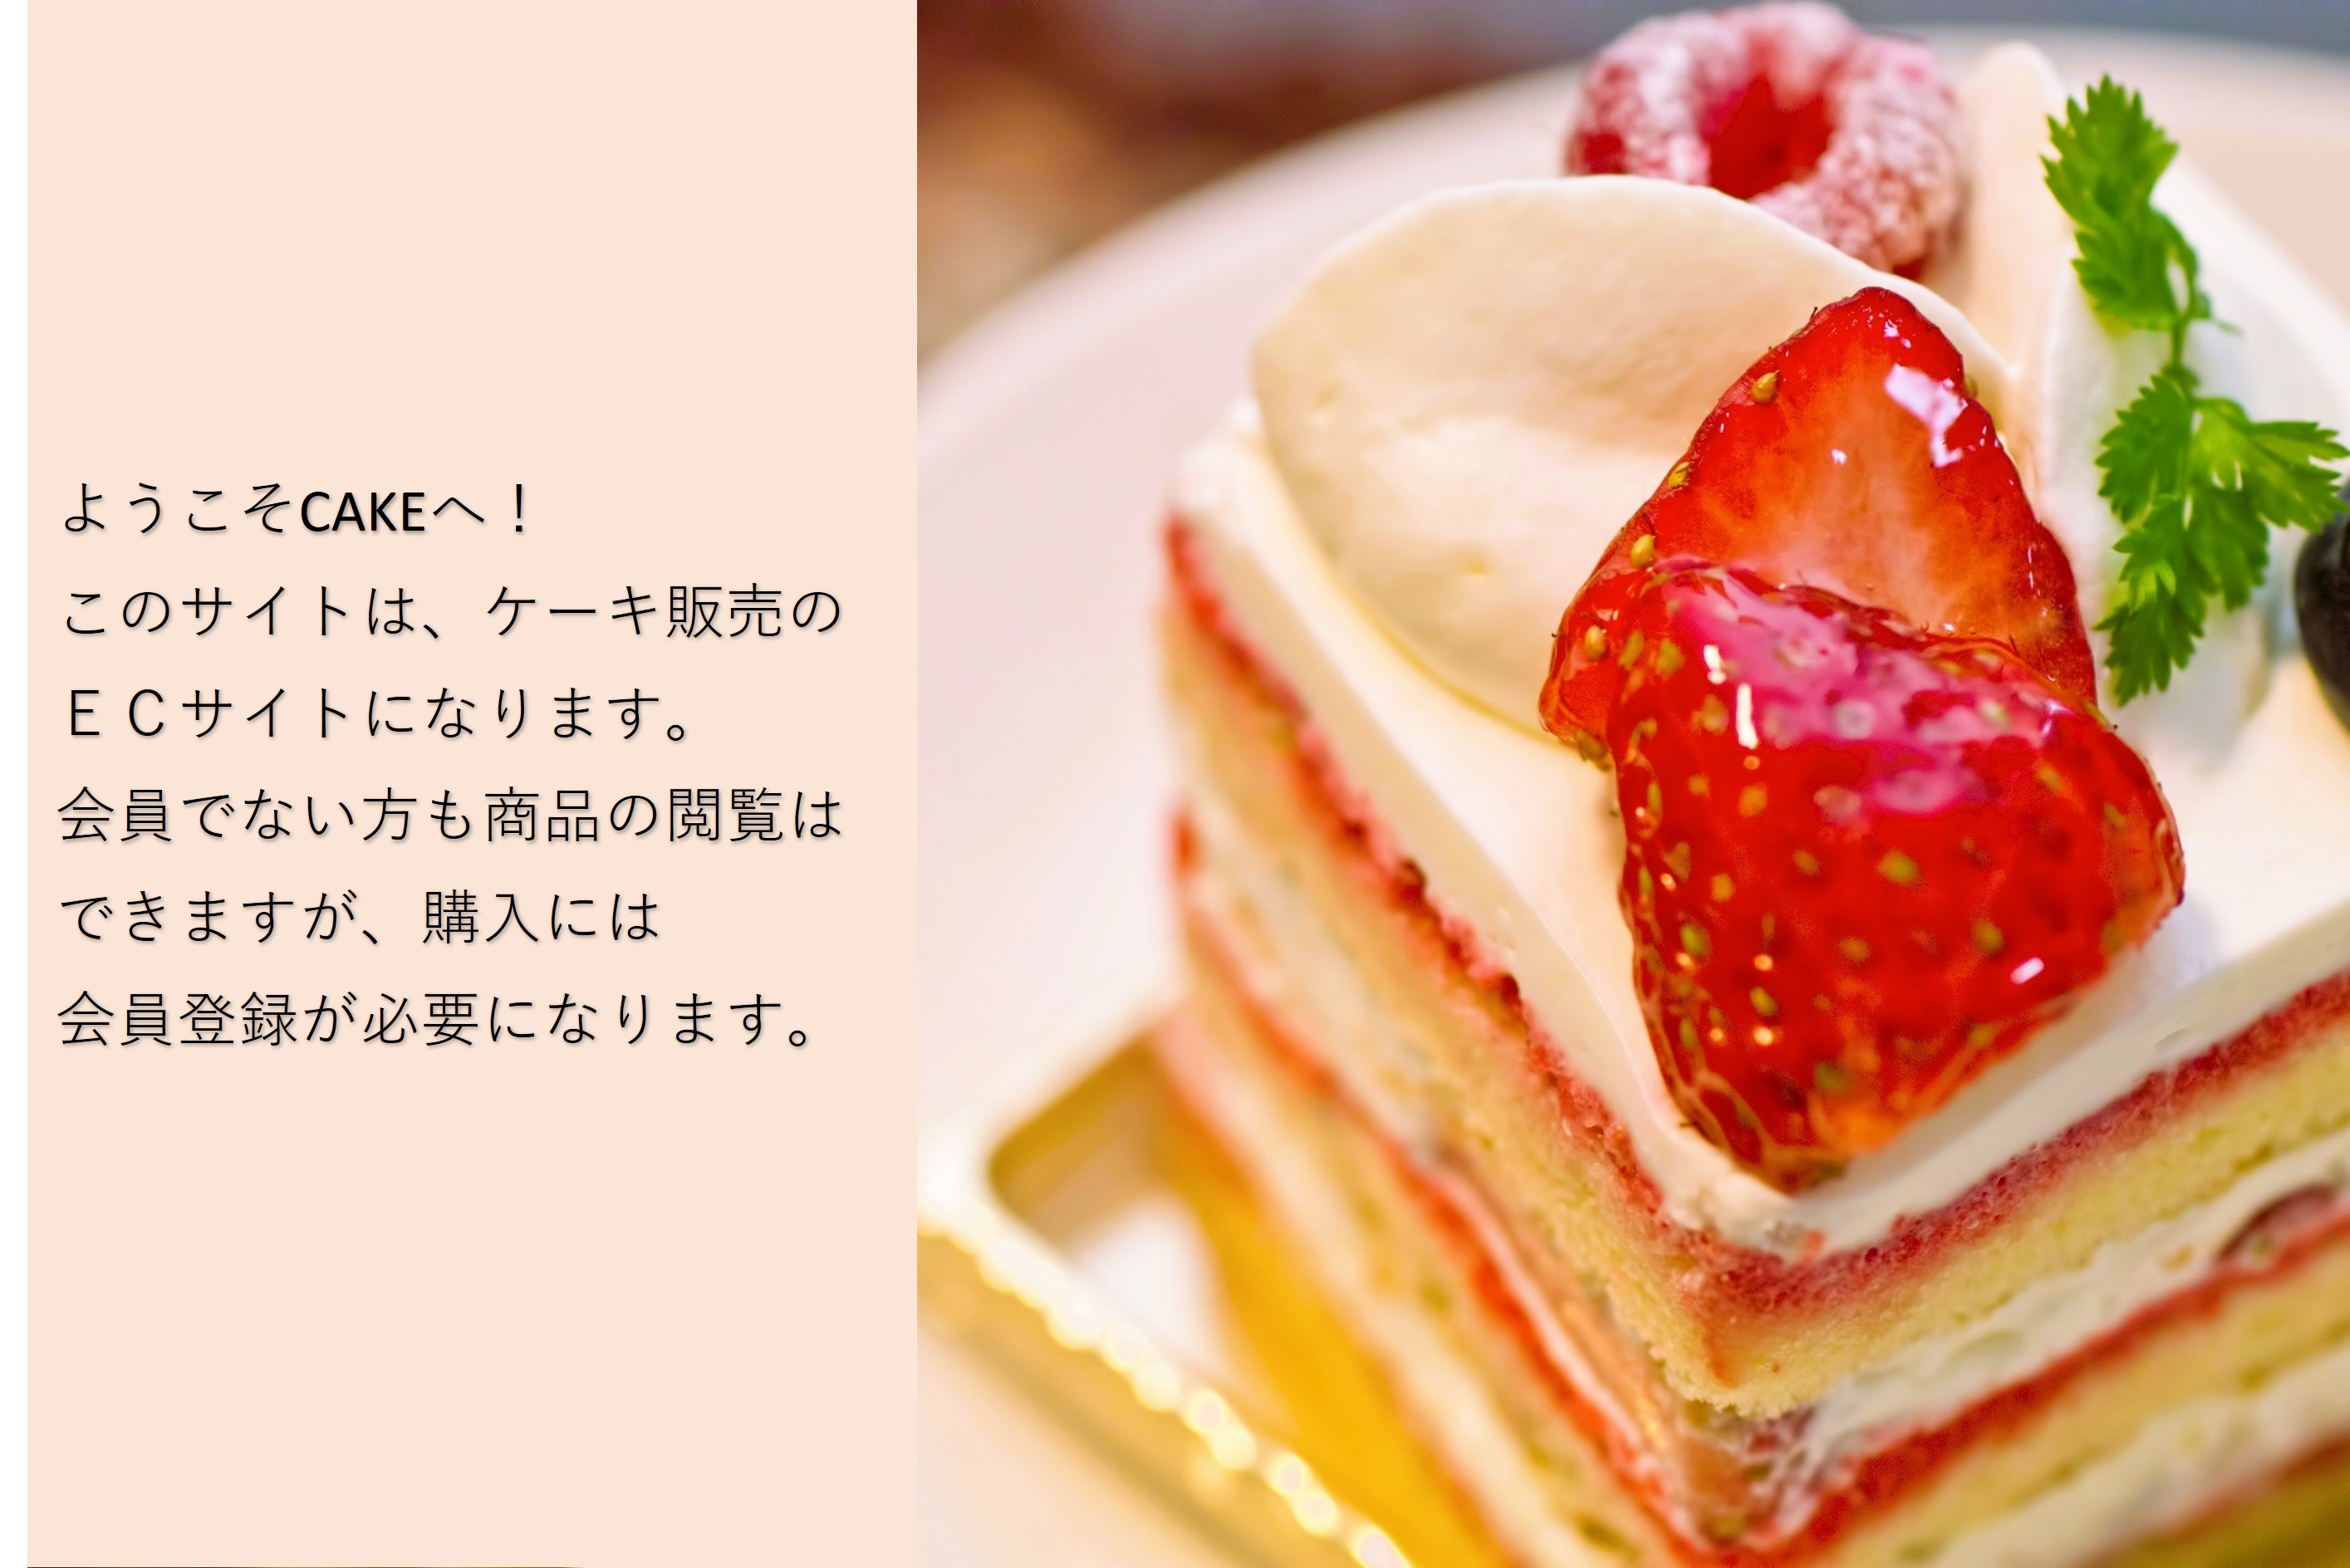 ようこそCAKEへ！
このサイトは、ケーキ販売の
ＥＣサイトになります。
会員でない方も商品の閲覧は
できますが、購入には
会員登録が必要になります。